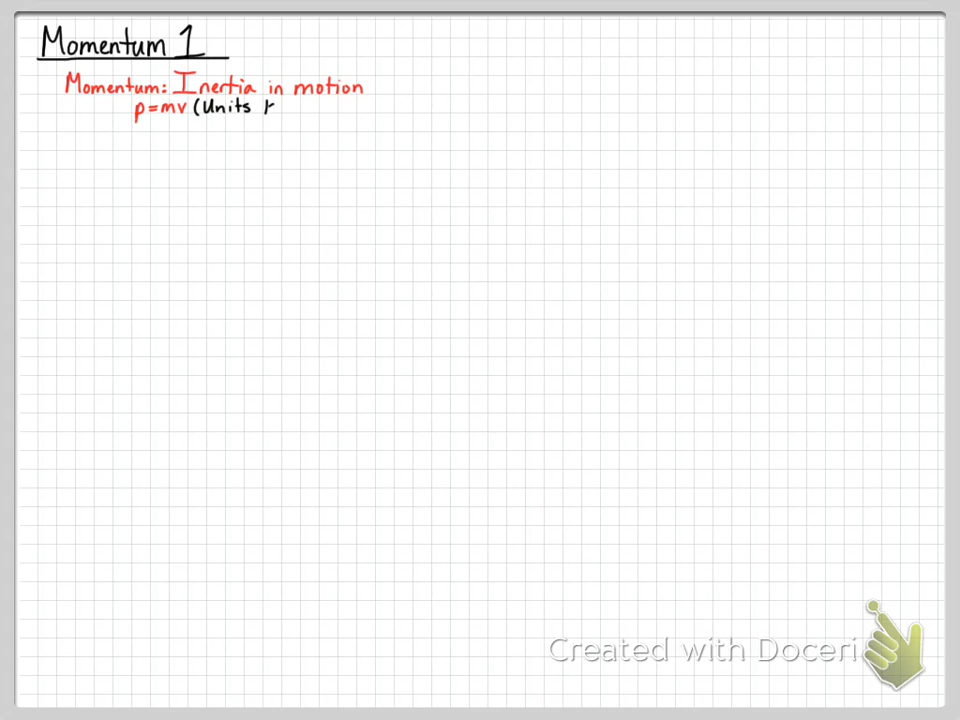 Momentum 1
Momentum: Inertia in motion
p=mv (Units
Created with Doceri